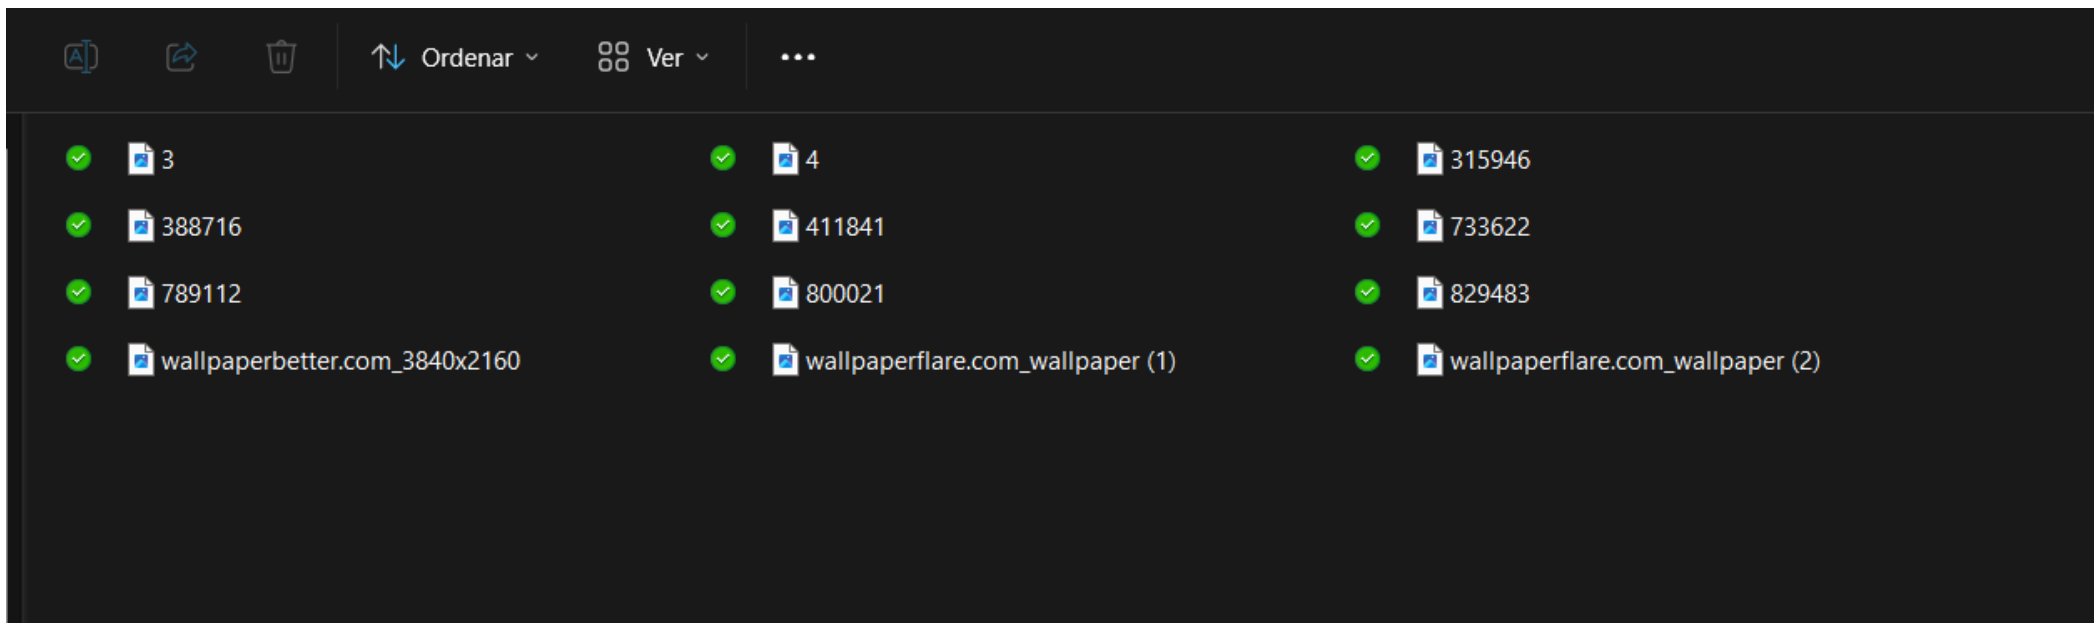 Ordenar Ver
3 4 315946
388716 411841 733622
789112 800021 829483
wallpaperbetter.com_3840x2160 wallpaperflare.com_wallpaper (1) wallpaperflare.com_wallpaper (2)